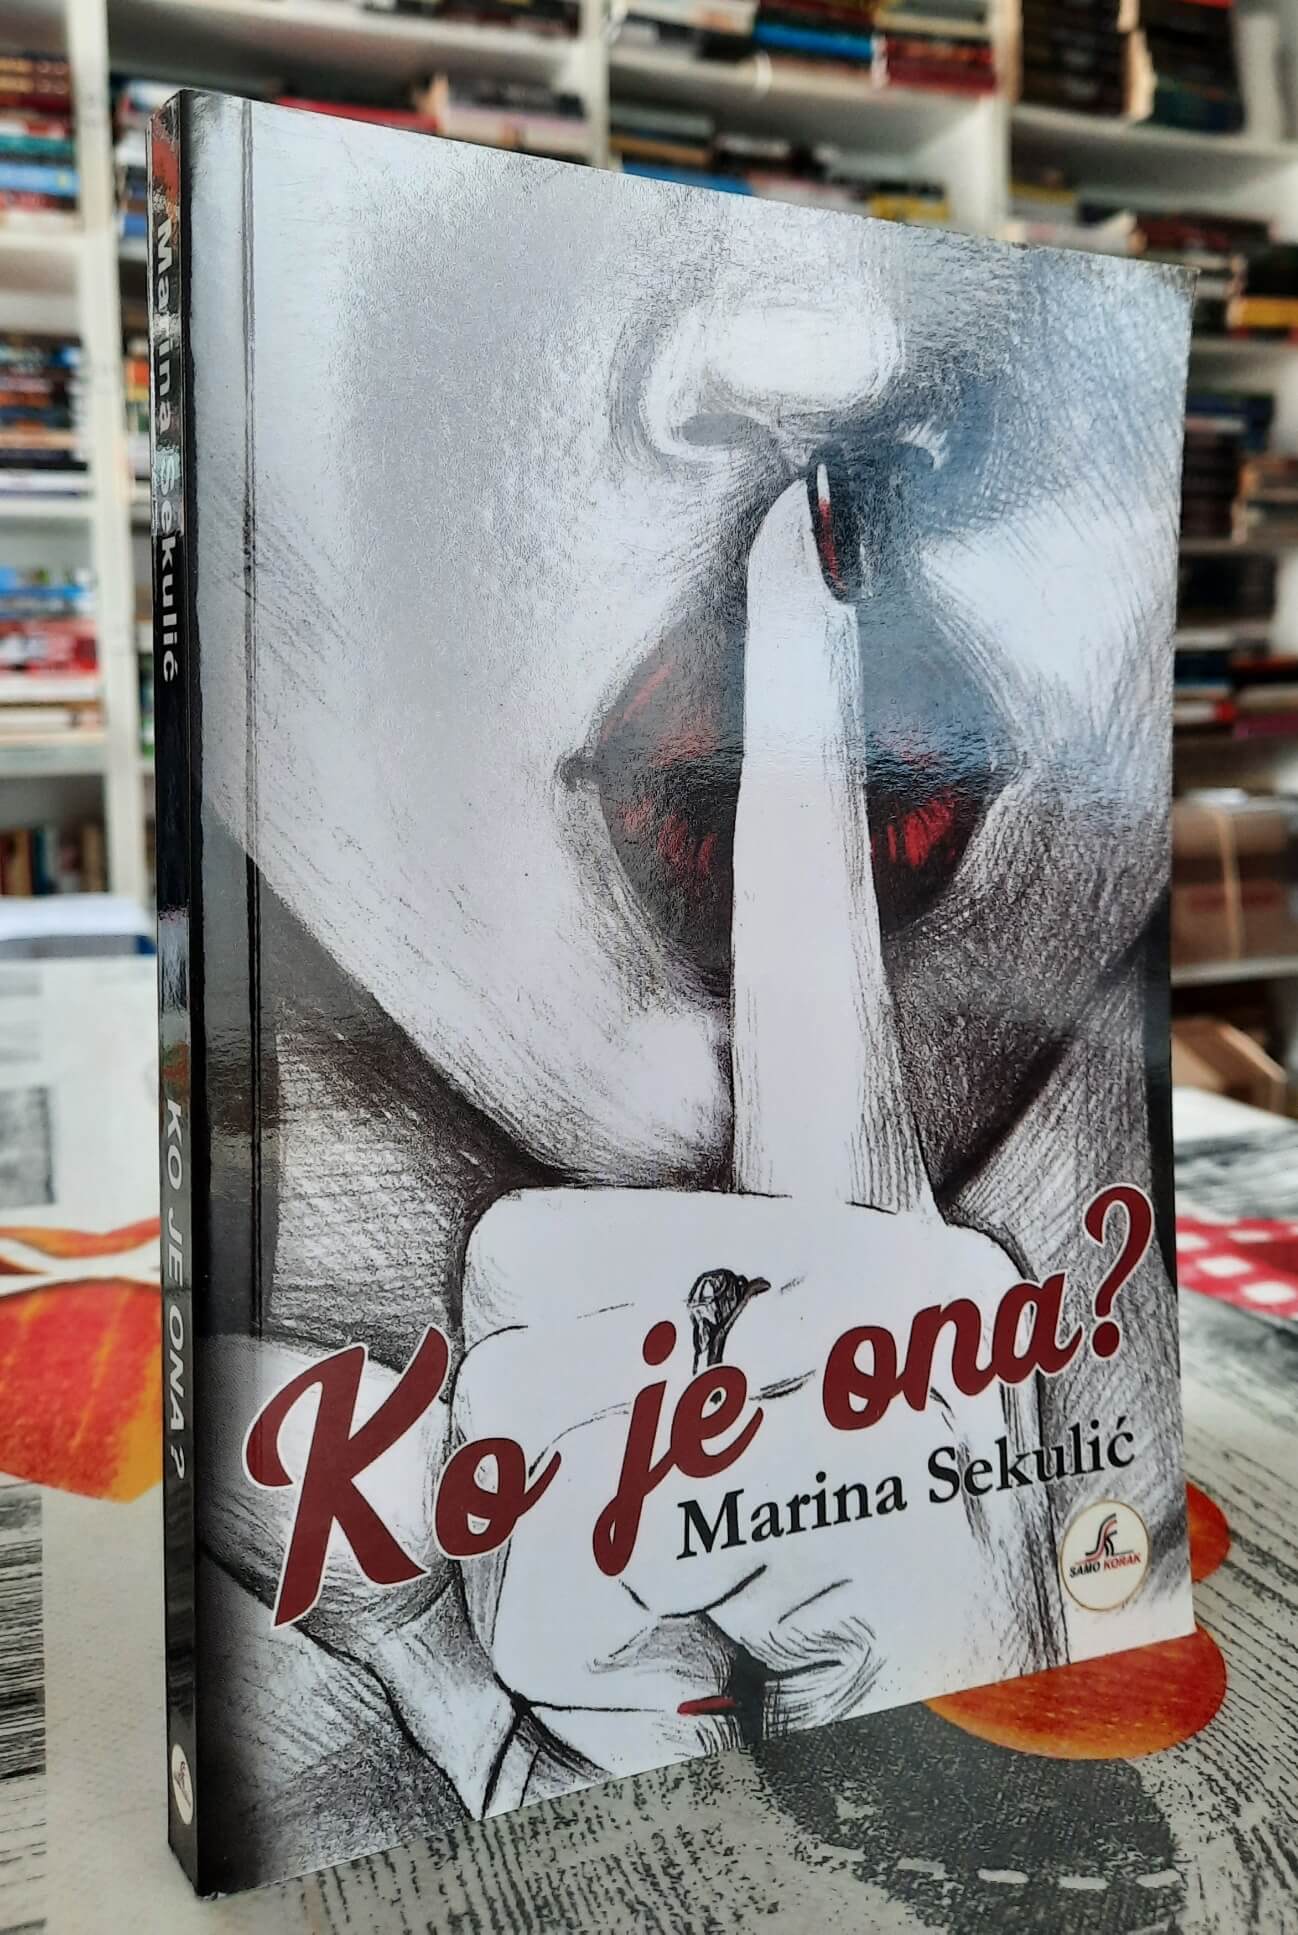 Marina Sekulić KO JE ONA?
Ko je ona?
Marina Sekulić
SAMO KORAK